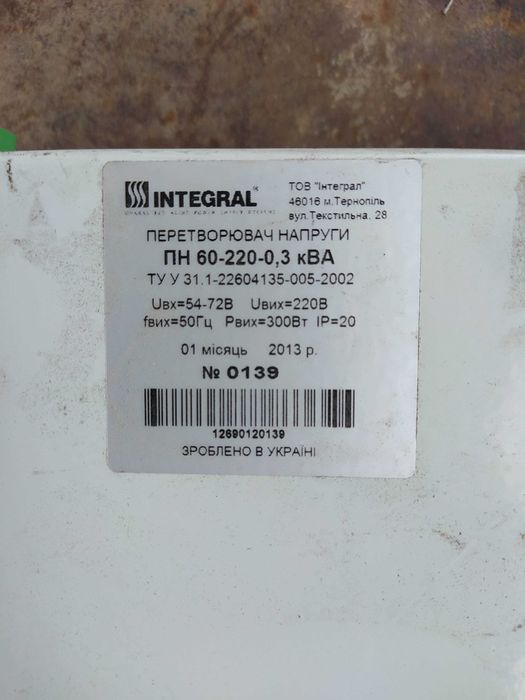 INTEGRAL®
ТОВ "Інтеграл"
46016 м.Тернопіль
вул.Текстильна. 28
ПЕРЕТВОРЮВАЧ НАПРУГИ
ПН 60-220-0,3 кВА
ТУ У 31.1-22604135-005-2002
Uвх=54-72В Uвих=220В
fвих=50Гц Рвих=300Вт IP=20
01 місяць 2013 р.
№ 0139
12690120139
ЗРОБЛЕНО В УКРАЇНІ